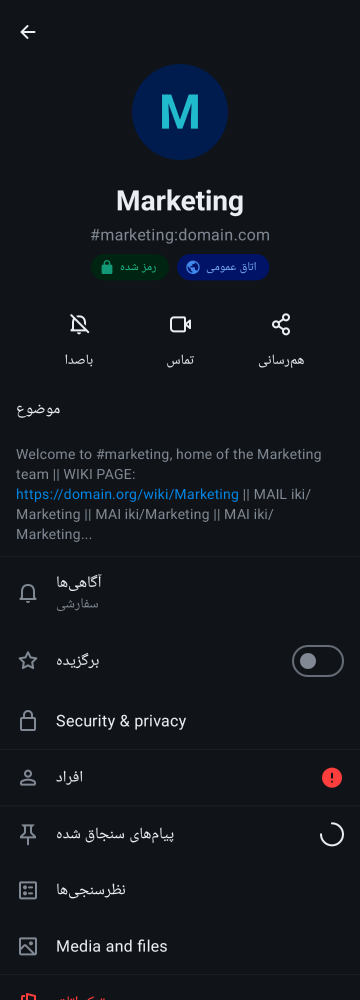 M
Marketing
#marketing:domain.com
رمز شده
اتاق عمومی
باصدا
تماس
هم‌رسانی
موضوع
Welcome to #marketing, home of the Marketing
team || WIKI PAGE:
https://domain.org/wiki/Marketing || MAIL iki/
Marketing || MAI iki/Marketing || MAI iki/
Marketing...
آگاهی‌ها
سفارشی
برگزیده
Security & privacy
افراد
پیام‌های سنجاق شده
نظرسنجی‌ها
Media and files